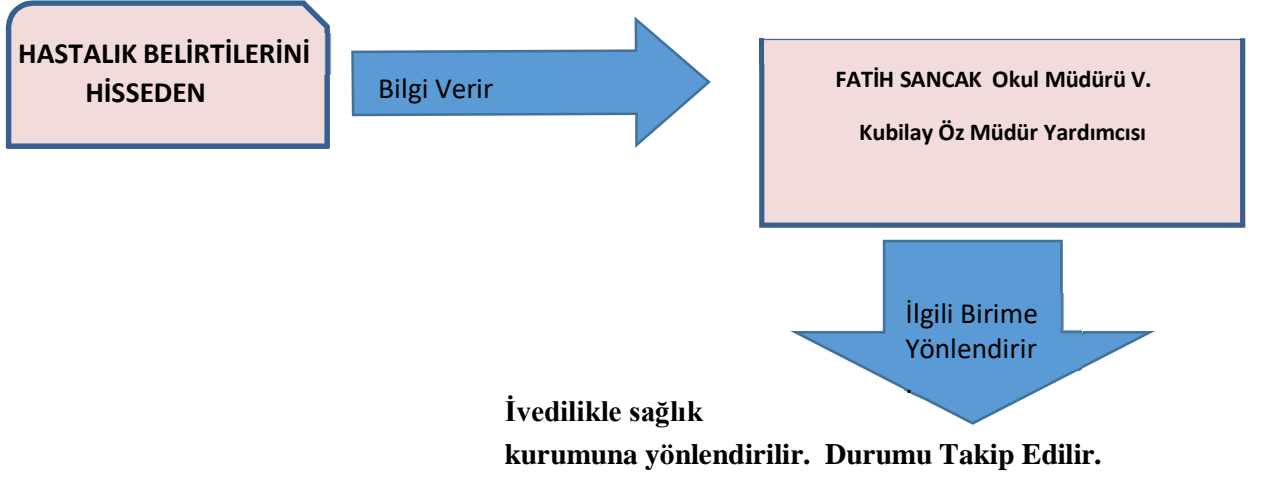 HASTALIK BELİRTİLERİNİ
HİSSEDEN
Bilgi Verir
FATİH SANCAK Okul Müdürü V.
Kubilay Öz Müdür Yardımcısı
İlgili Birime
Yönlendirir
.
İvedilikle sağlık
kurumuna yönlendirilir. Durumu Takip Edilir.